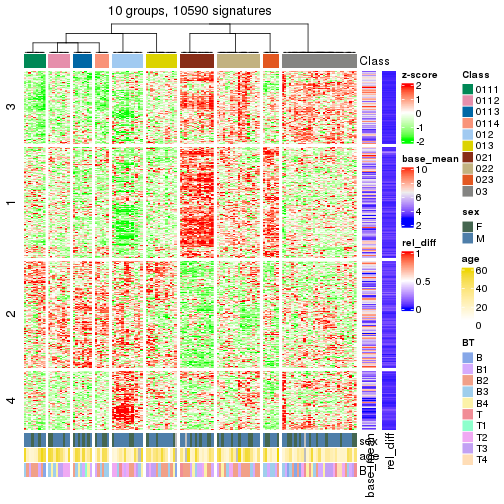 10 groups, 10590 signatures
Class
3
1
2
4
sex
age
BT
base_mean
rel_diff
z-score
2
1
0
-1
-2
base_mean
10
8
6
4
2
rel_diff
1
0.5
0
Class
0111
0112
0113
0114
012
013
021
022
023
03
sex
F
M
age
60
40
20
0
BT
B
B1
B2
B3
B4
T
T1
T2
T3
T4